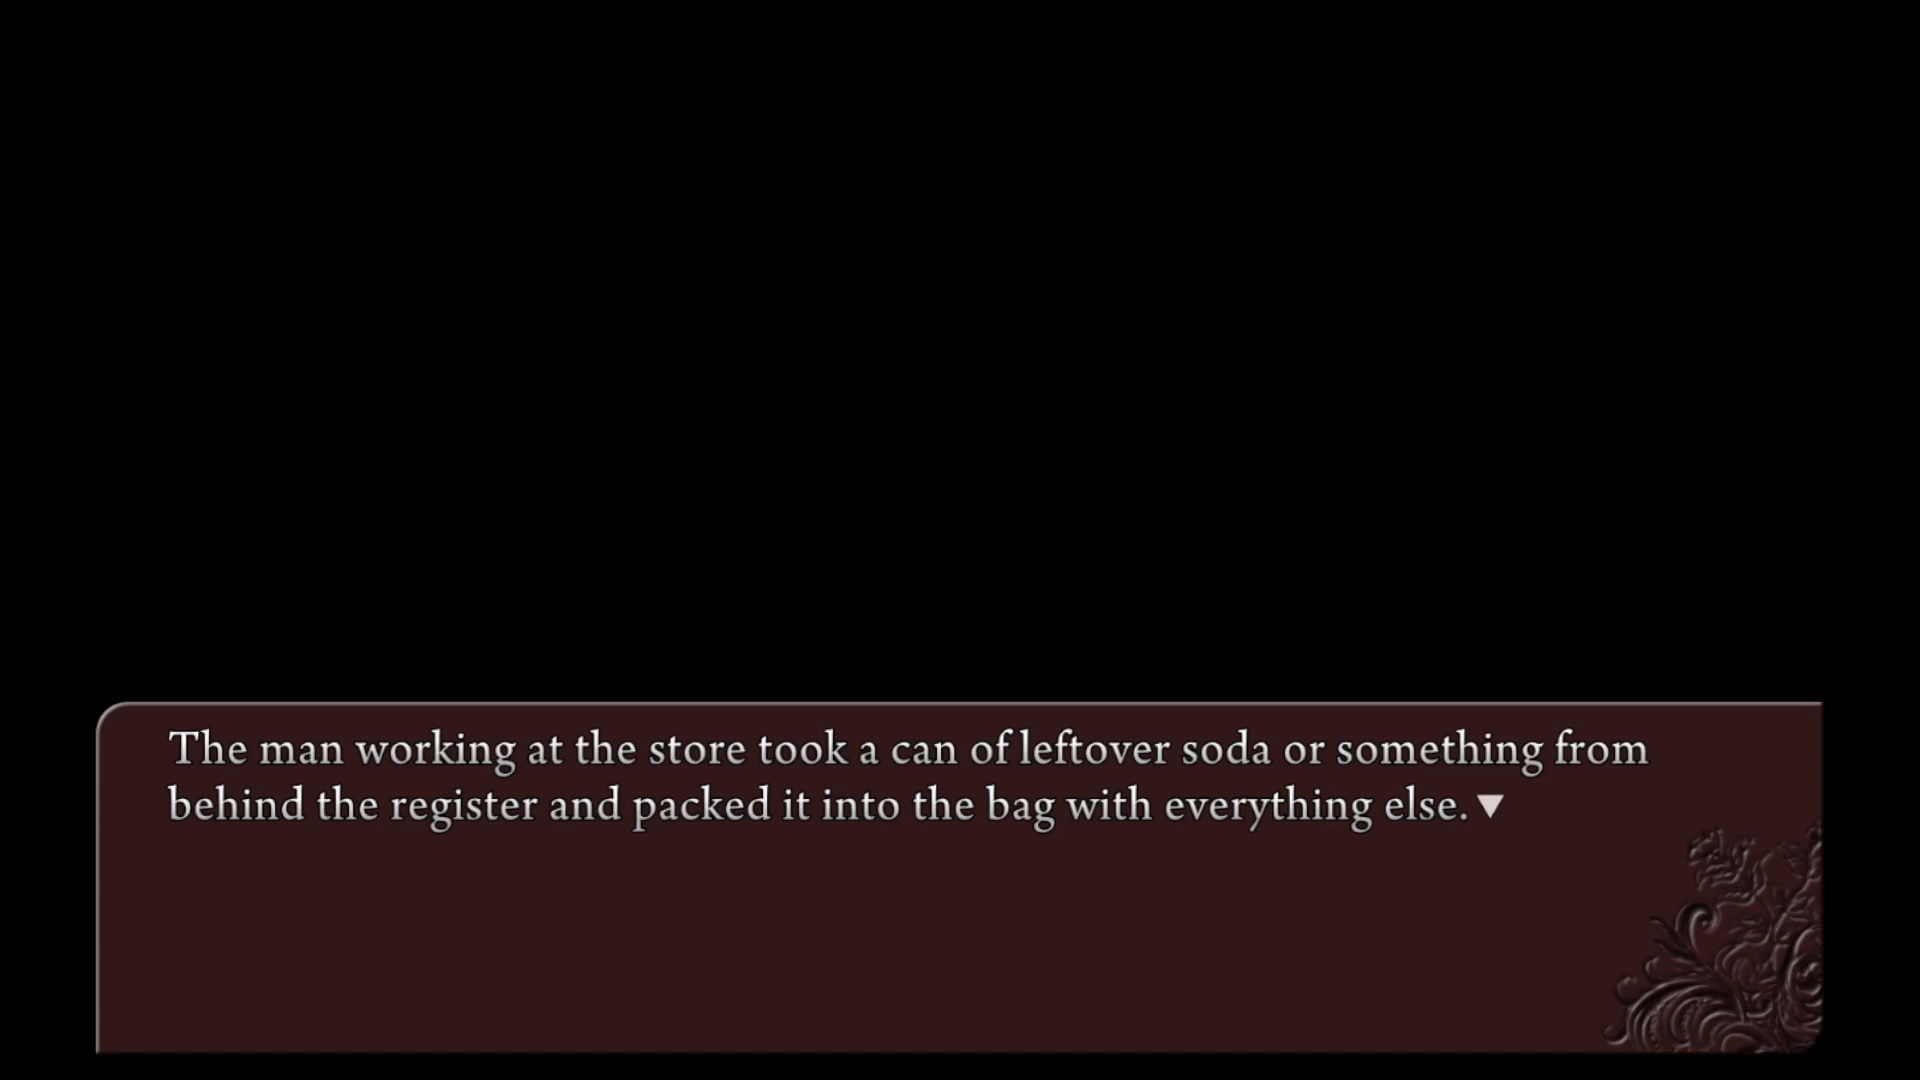 The man working at the store took a can of leftover soda or something from
behind the register and packed it into the bag with everything else.